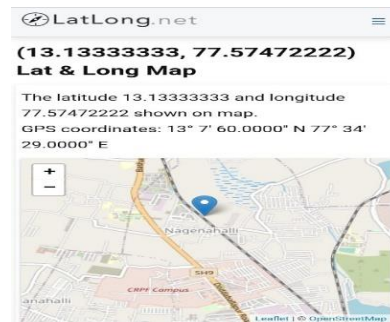 LatLong.net
(13.13333333, 77.57472222)
Lat & Long Map
The latitude 13.13333333 and longitude
77.57472222 shown on map.
GPS coordinates: 13° 7' 60.0000" N 77° 34'
29.0000" E
+
−
Nagenahalli
SH9
CRPF Campus
anahalli
Leaflet | © OpenStreetMap